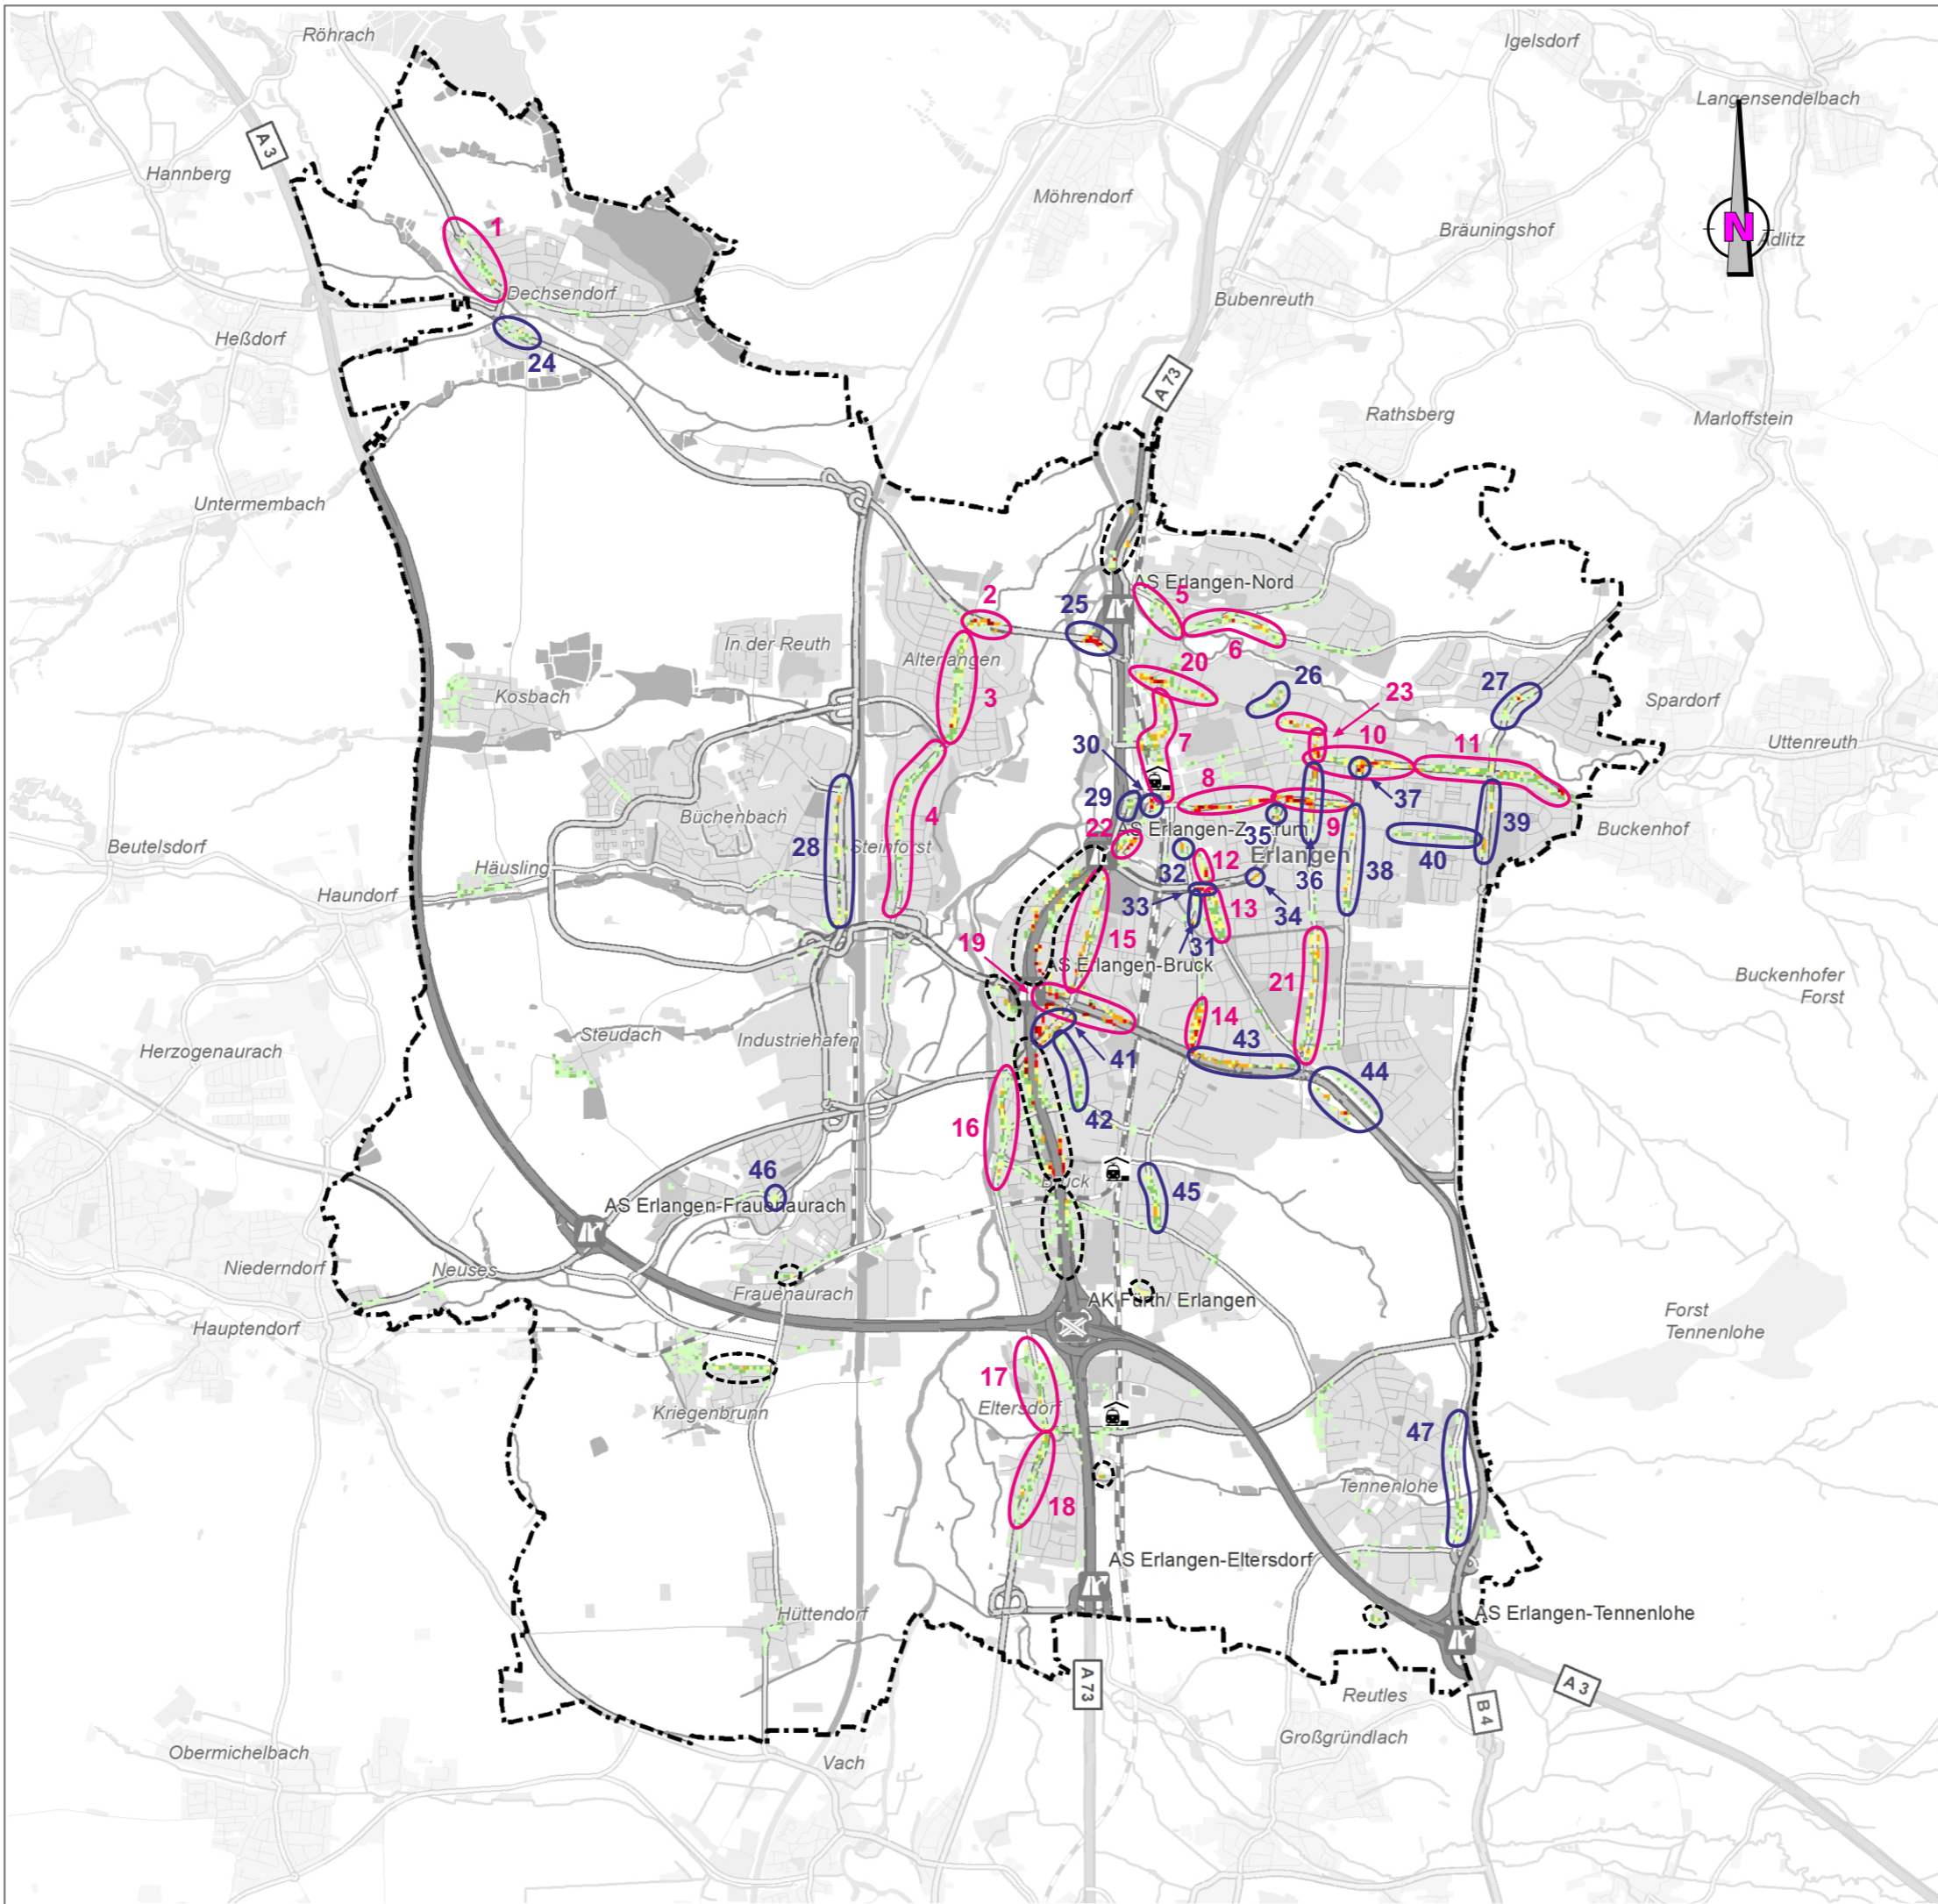 Röhrach
Igelsdorf
Langensendelbach
A 3
Hannberg
Möhrendorf
N
Adlitz
Bräuningshof
1
Dechsendorf
Bubenreuth
Heßdorf
24
A 73
Rathsberg
Marloffstein
Untermembach
AS Erlangen-Nord
2
25
5
In der Reuth
Alterlangen
6
20
26
27
Kosbach
3
23
Spardorf
7
10
11
Uttenreuth
30
8
37
29
Büchenbach
4
22
AS Erlangen-Zentrum
35
9
39
Buckenhof
28
Steinforst
Beutelsdorf
Häusling
12
Erlangen
40
32
36
38
Haundorf
33
13
34
19
15
31
AS Erlangen-Bruck
21
Buckenhofer
Forst
14
Steudach
Industriehafen
43
Herzogenaurach
41
44
42
16
46
Bruck
45
AS Erlangen-Frauenaurach
Niederndorf
Neuses
Frauenaurach
AK Fürth/ Erlangen
Forst
Tennenlohe
Hauptendorf
17
Kriegenbrunn
Eltersdorf
47
Tennenlohe
18
AS Erlangen-Eltersdorf
Hüttendorf
AS Erlangen-Tennenlohe
A 73
A 3
Reutles
B 4
Großgründlach
Obermichelbach
Vach